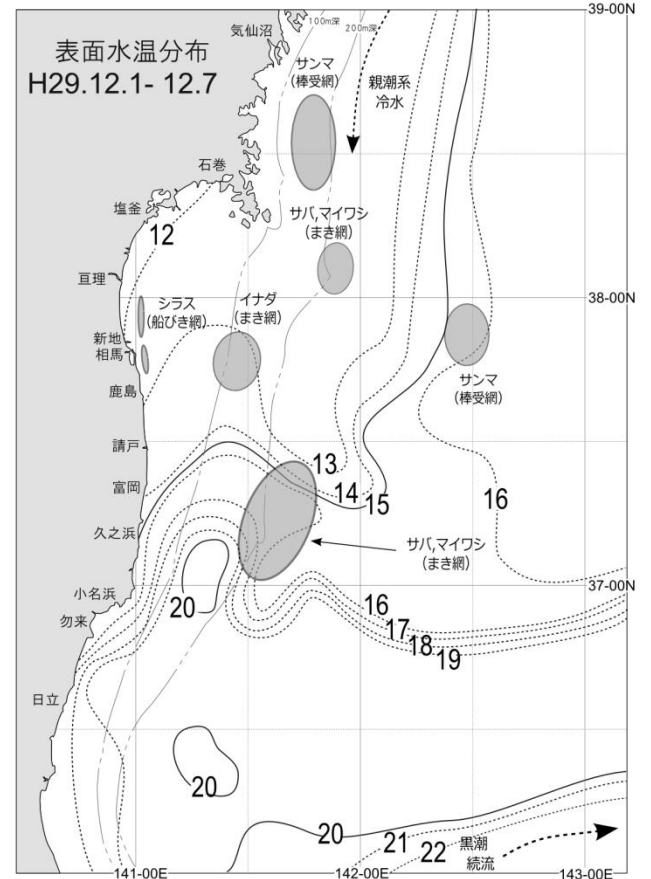 39-00N
100m深
200m深
気仙沼
表面水温分布
H29.12.1- 12.7
サンマ
(棒受網)
親潮系
冷水
石巻
塩釜
サバ,マイワシ
(まき網)
12
亘理
38-00N
シラス
(船びき網)
イナダ
(まき網)
新地
相馬
サンマ
(棒受網)
鹿島
請戸
13
14
15
16
富岡
久之浜
サバ,マイワシ
(まき網)
37-00N
小名浜
20
16
17
18
19
勿来
日立
20
20
21
22
黒潮
続流
141-00E
142-00E
143-00E